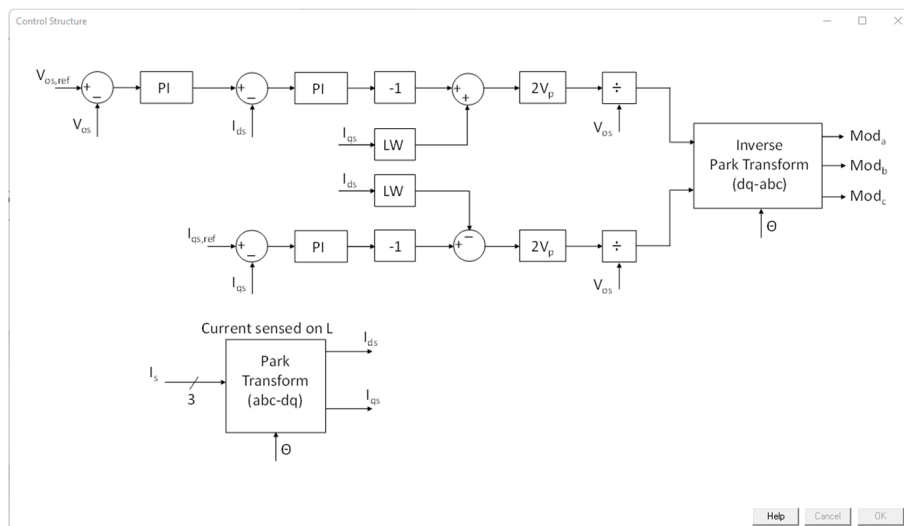 Control Structure
Vos,ref
+
−
Vos
PI
+
−
Ids
PI
-1
+
+
2Vp
÷
Vos
Iqs
LW
Ids
LW
Inverse
Park Transform
(dq-abc)
Θ
Moda
Modb
Modc
Iqs,ref
+
−
Iqs
PI
-1
+
−
2Vp
÷
Vos
Current sensed on L
Is
3
Park
Transform
(abc-dq)
Θ
Ids
Iqs
Help
Cancel
OK